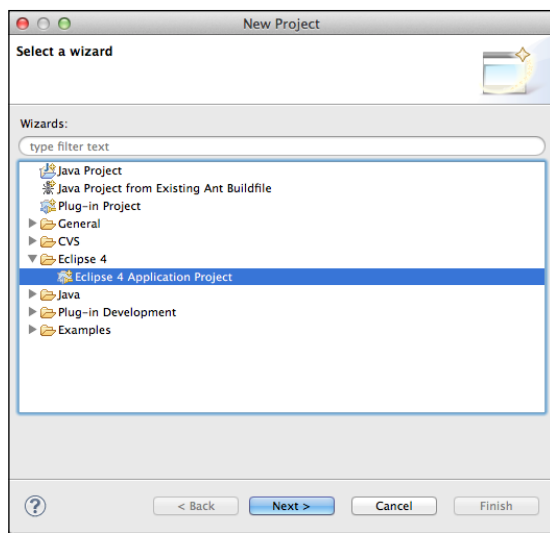 New Project
Select a wizard
Wizards:
type filter text
Java Project
Java Project from Existing Ant Buildfile
Plug-in Project
General
CVS
Eclipse 4
Eclipse 4 Application Project
Java
Plug-in Development
Examples
?
< Back
Next >
Cancel
Finish